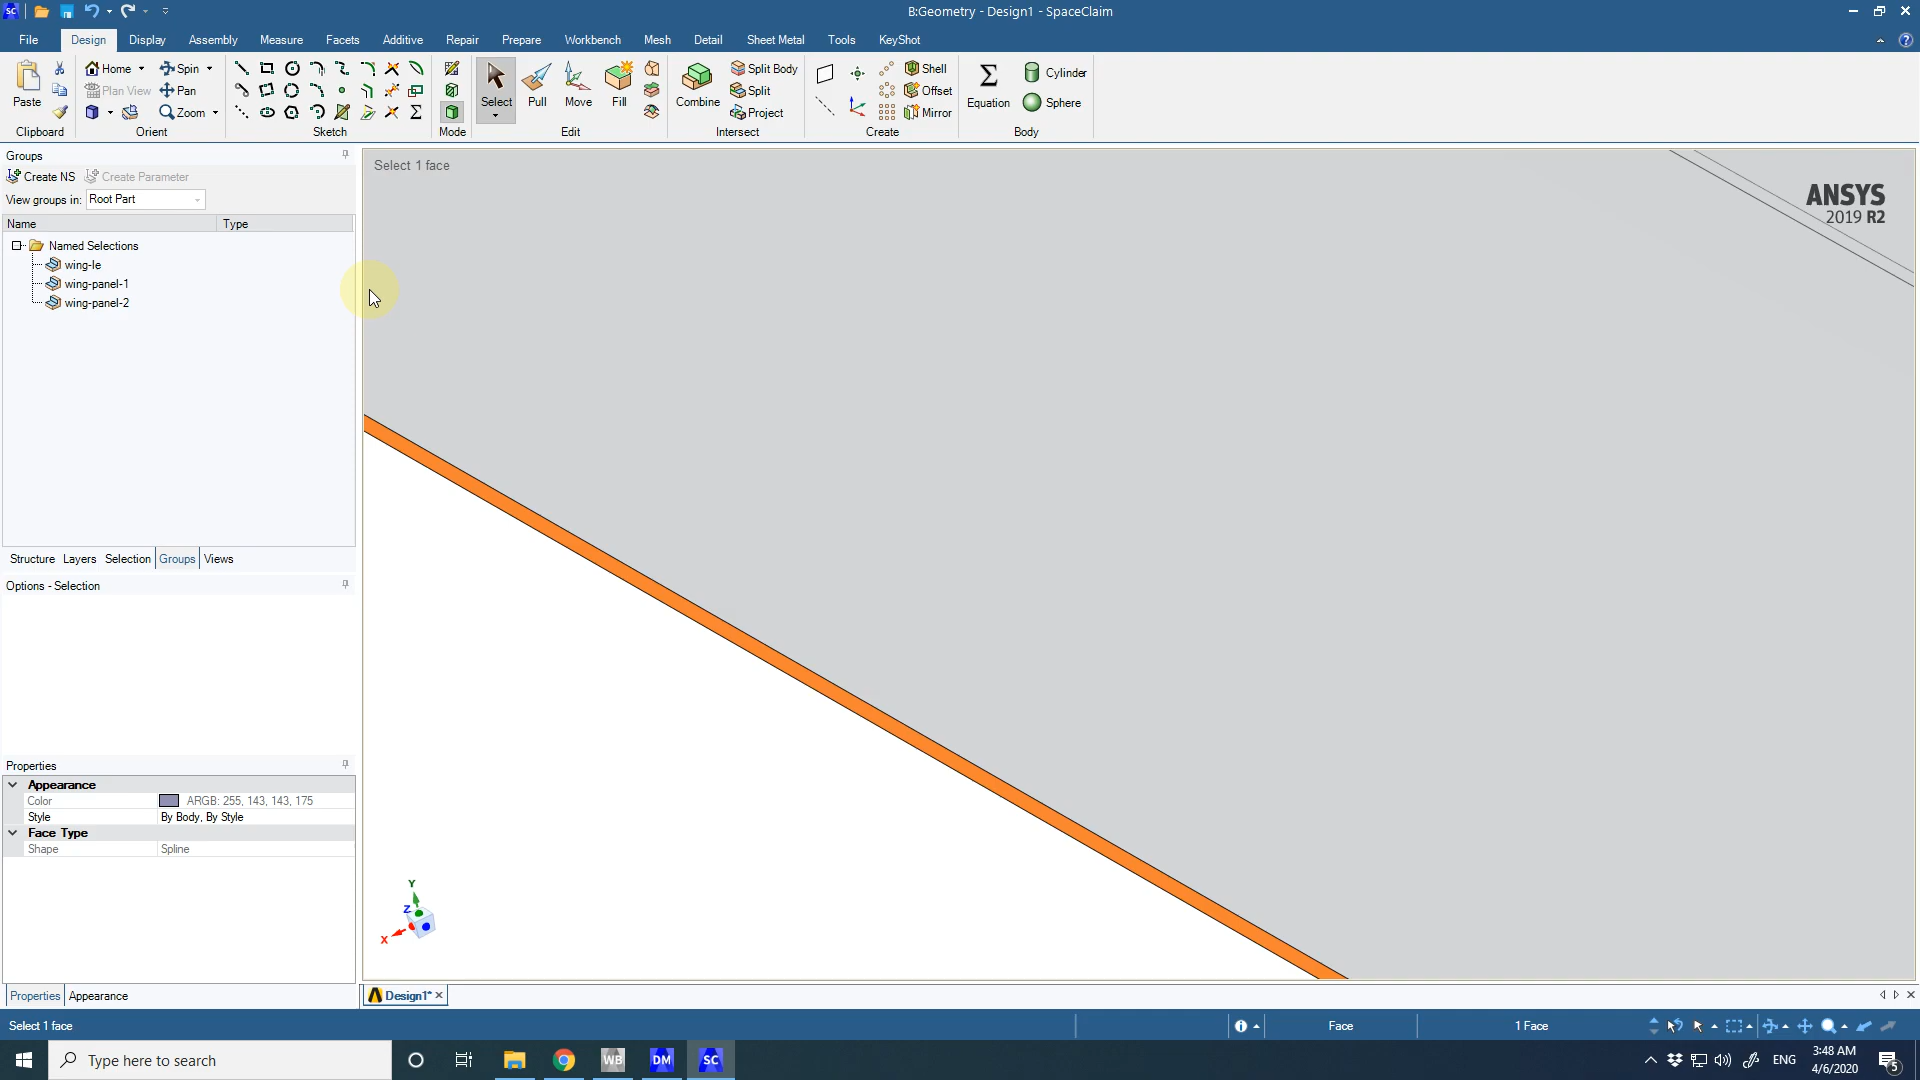 B:Geometry - Design1 - SpaceClaim
File Design Display Assembly Measure Facets Additive Repair Prepare Workbench Mesh Detail Sheet Metal Tools KeyShot
Home Spin Split Body Shell Cylinder
Plan View Pan Split Offset
Paste Select Pull Move Fill Combine Equation Sphere
Zoom Project Mirror
Clipboard Orient Sketch Mode Edit Intersect Create Body
Groups
Create NS Create Parameter
View groups in: Root Part
Name Type
Named Selections
wing-le
wing-panel-1
wing-panel-2
Structure Layers Selection Groups Views
Options - Selection
Properties
Appearance
Color ARGB: 255, 143, 143, 175
Style By Body, By Style
Face Type
Shape Spline
Properties Appearance
Select 1 face
ANSYS
2019 R2
Y
Z
X
Design1*
Select 1 face Face 1 Face
Type here to search
WB DM SC
ENG
3:48 AM
4/6/2020
5